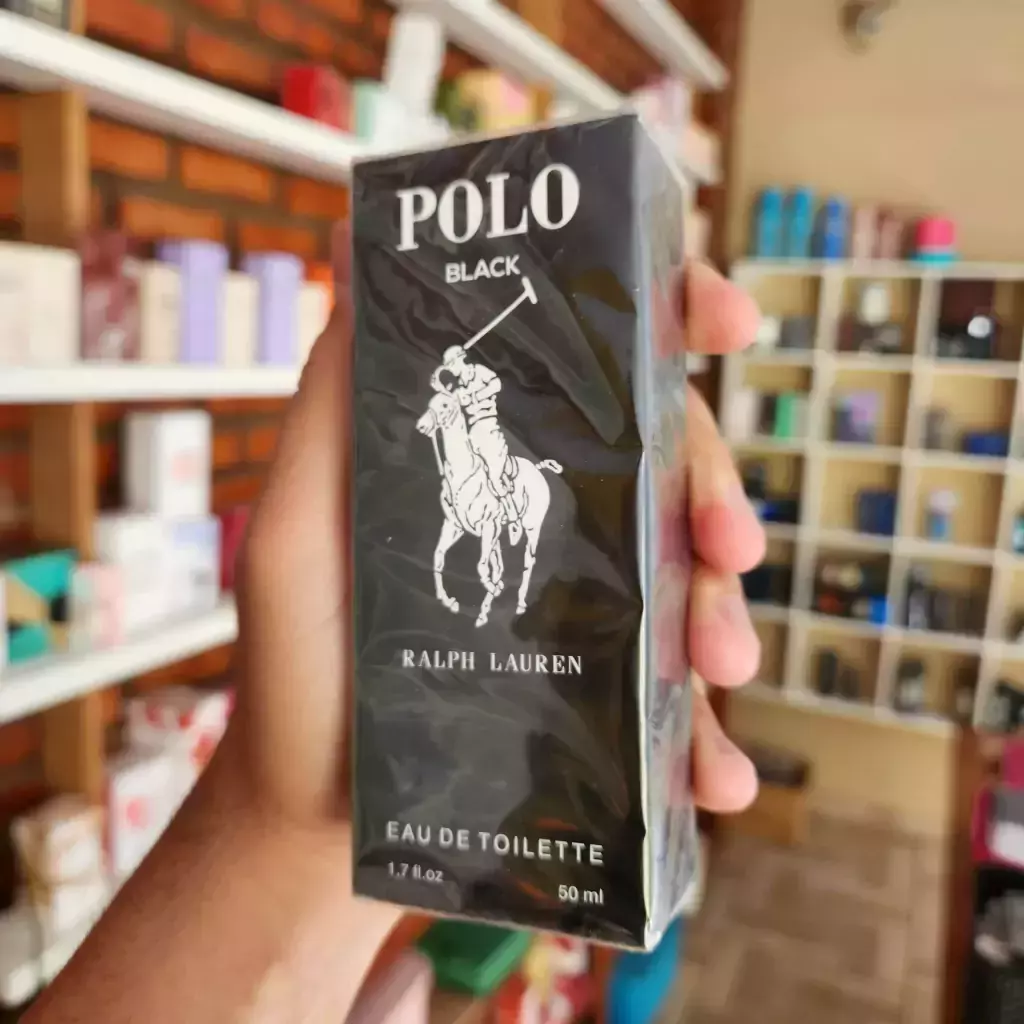 POLO
BLACK
RALPH LAUREN
EAU DE TOILETTE
1.7 fl.oz
50 ml